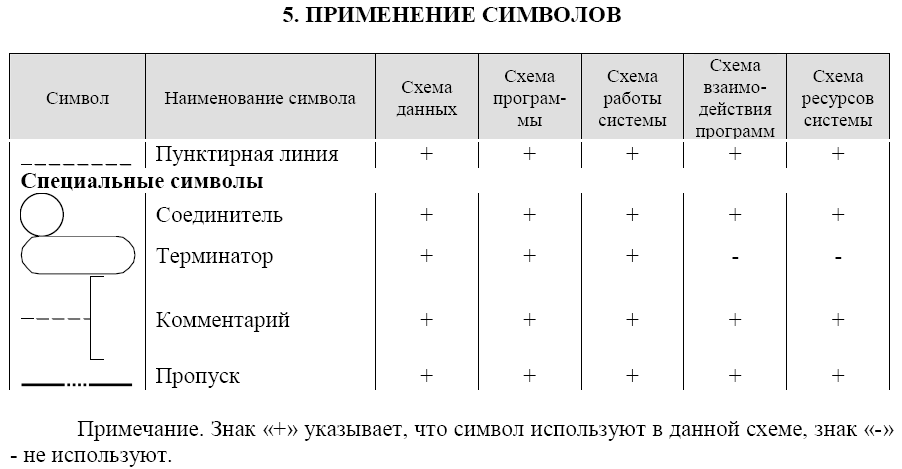 5. ПРИМЕНЕНИЕ СИМВОЛОВ
Символ | Наименование символа | Схема данных | Схема програм-мы | Схема работы системы | Схема взаимо-действия программ | Схема ресурсов системы
Пунктирная линия + + + + +
Специальные символы
Соединитель + + + + +
Терминатор + + + - -
Комментарий + + + + +
Пропуск + + + + +
Примечание. Знак «+» указывает, что символ используют в данной схеме, знак «-»
- не используют.